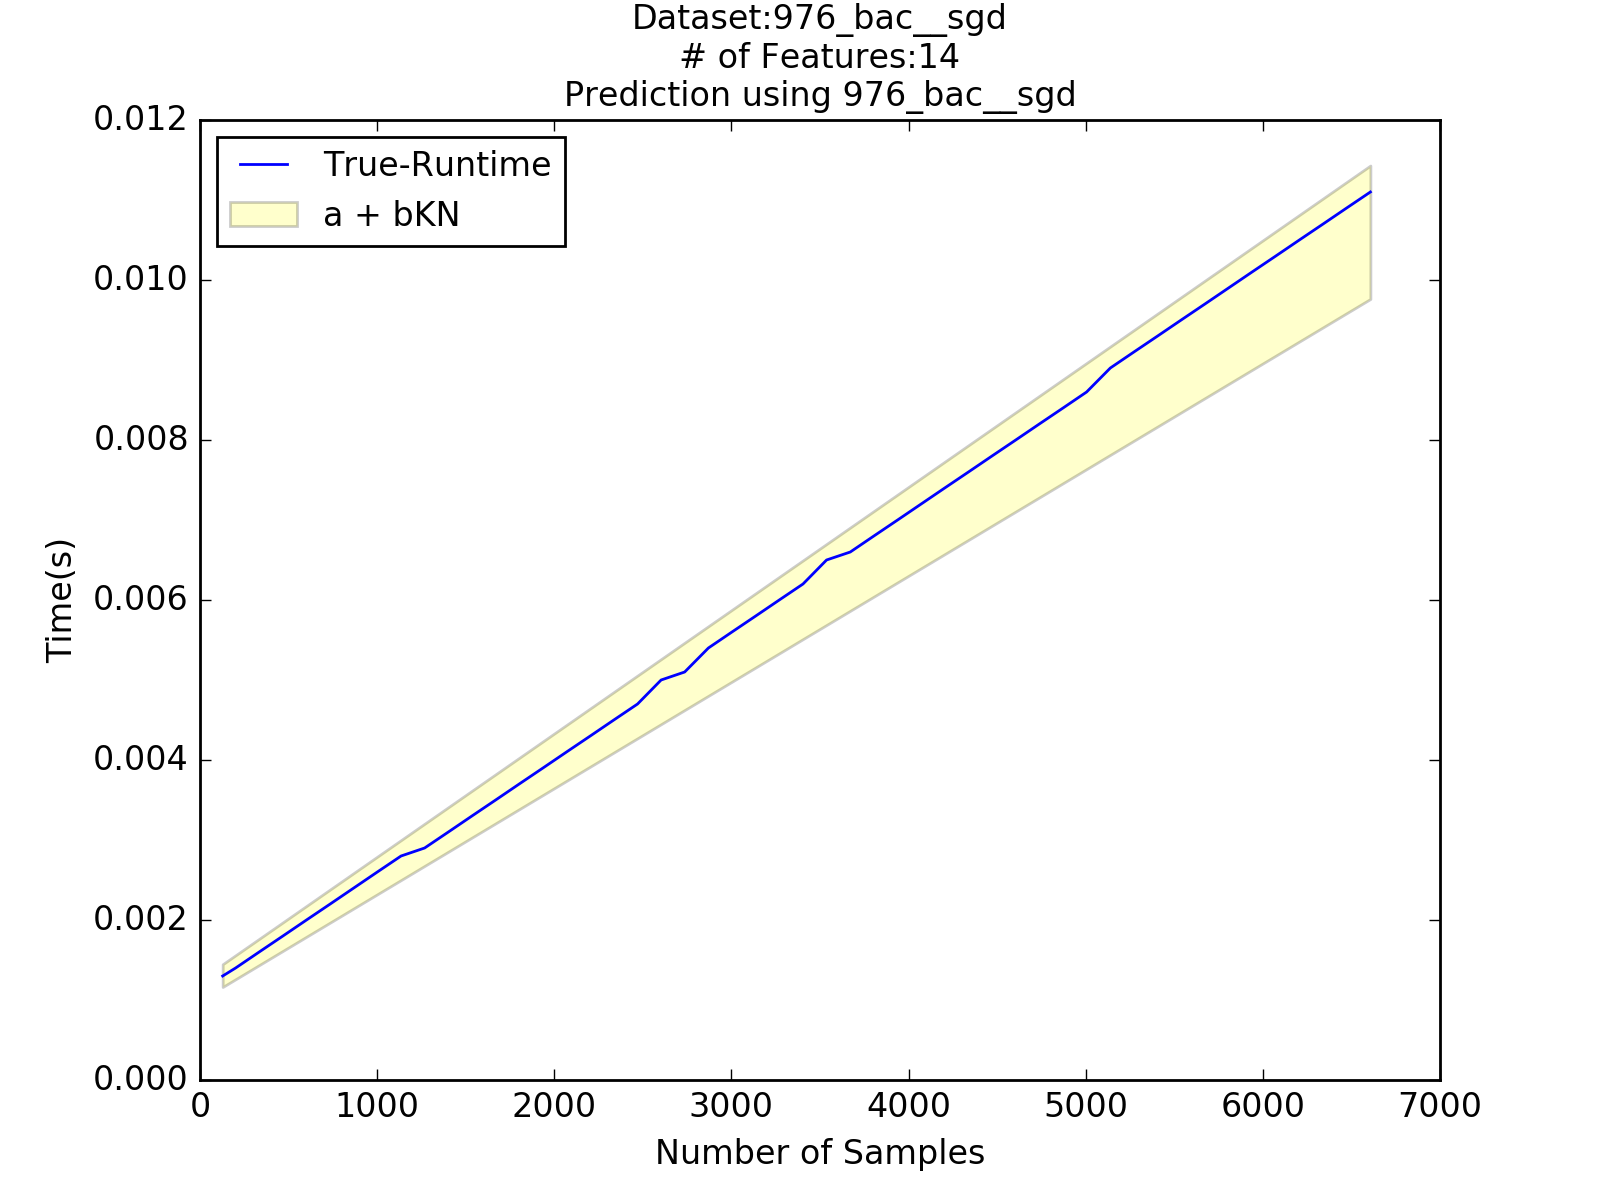 Dataset:976_bac__sgd
# of Features:14
Prediction using 976_bac__sgd
0.012
0.010
0.008
0.006
0.004
0.002
0.000
True-Runtime
a + bKN
Time(s)
0 1000 2000 3000 4000 5000 6000 7000
Number of Samples